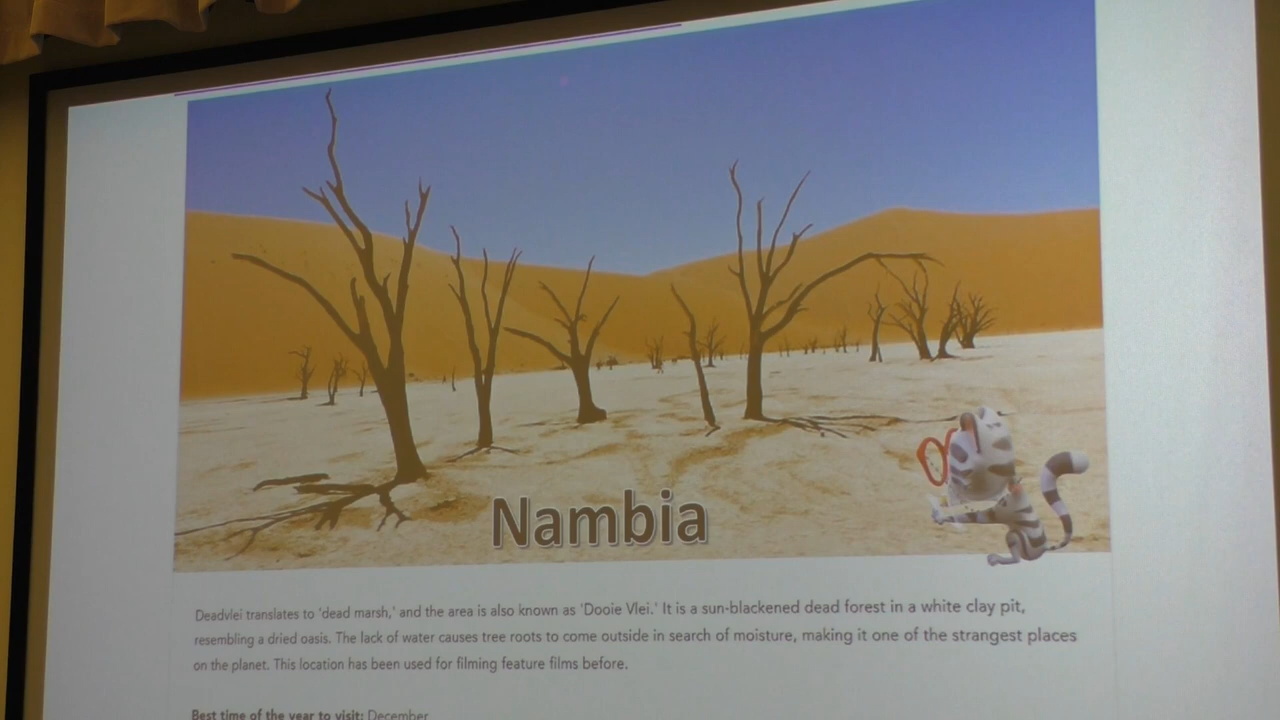 Nambia
Deadvlei translates to 'dead marsh,' and the area is also known as 'Dooie Vlei.' It is a sun-blackened dead forest in a white clay pit,
resembling a dried oasis. The lack of water causes tree roots to come outside in search of moisture, making it one of the strangest places
on the planet. This location has been used for filming feature films before.
Best time of the year to visit: December